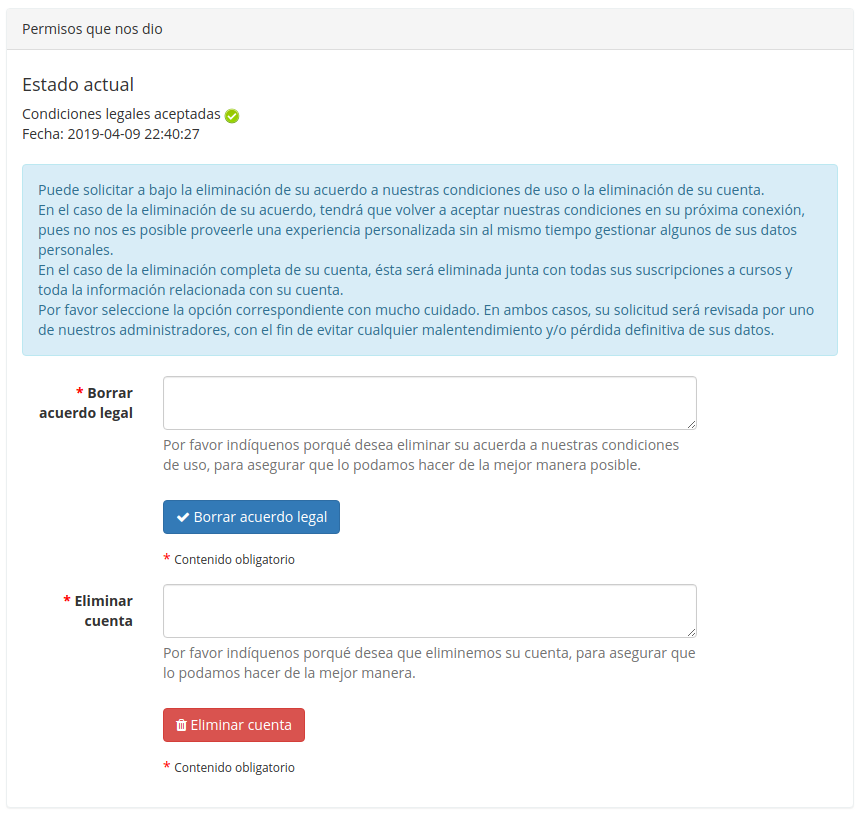 Permisos que nos dio
Estado actual
Condiciones legales aceptadas
Fecha: 2019-04-09 22:40:27
Puede solicitar a bajo la eliminación de su acuerdo a nuestras condiciones de uso o la eliminación de su cuenta.
En el caso de la eliminación de su acuerdo, tendrá que volver a aceptar nuestras condiciones en su próxima conexión,
pues no nos es posible proveerle una experiencia personalizada sin al mismo tiempo gestionar algunos de sus datos
personales.
En el caso de la eliminación completa de su cuenta, ésta será eliminada junto con todas sus suscripciones a cursos y
toda la información relacionada con su cuenta.
Por favor seleccione la opción correspondiente con mucho cuidado. En ambos casos, su solicitud será revisada por uno
de nuestros administradores, con el fin de evitar cualquier malentendimiento y/o pérdida definitiva de sus datos.
* Borrar
acuerdo legal
Por favor indíquenos porqué desea eliminar su acuerda a nuestras condiciones
de uso, para asegurar que lo podamos hacer de la mejor manera posible.
Borrar acuerdo legal
* Contenido obligatorio
* Eliminar
cuenta
Por favor indíquenos porqué desea que eliminemos su cuenta, para asegurar que
lo podamos hacer de la mejor manera.
Eliminar cuenta
* Contenido obligatorio